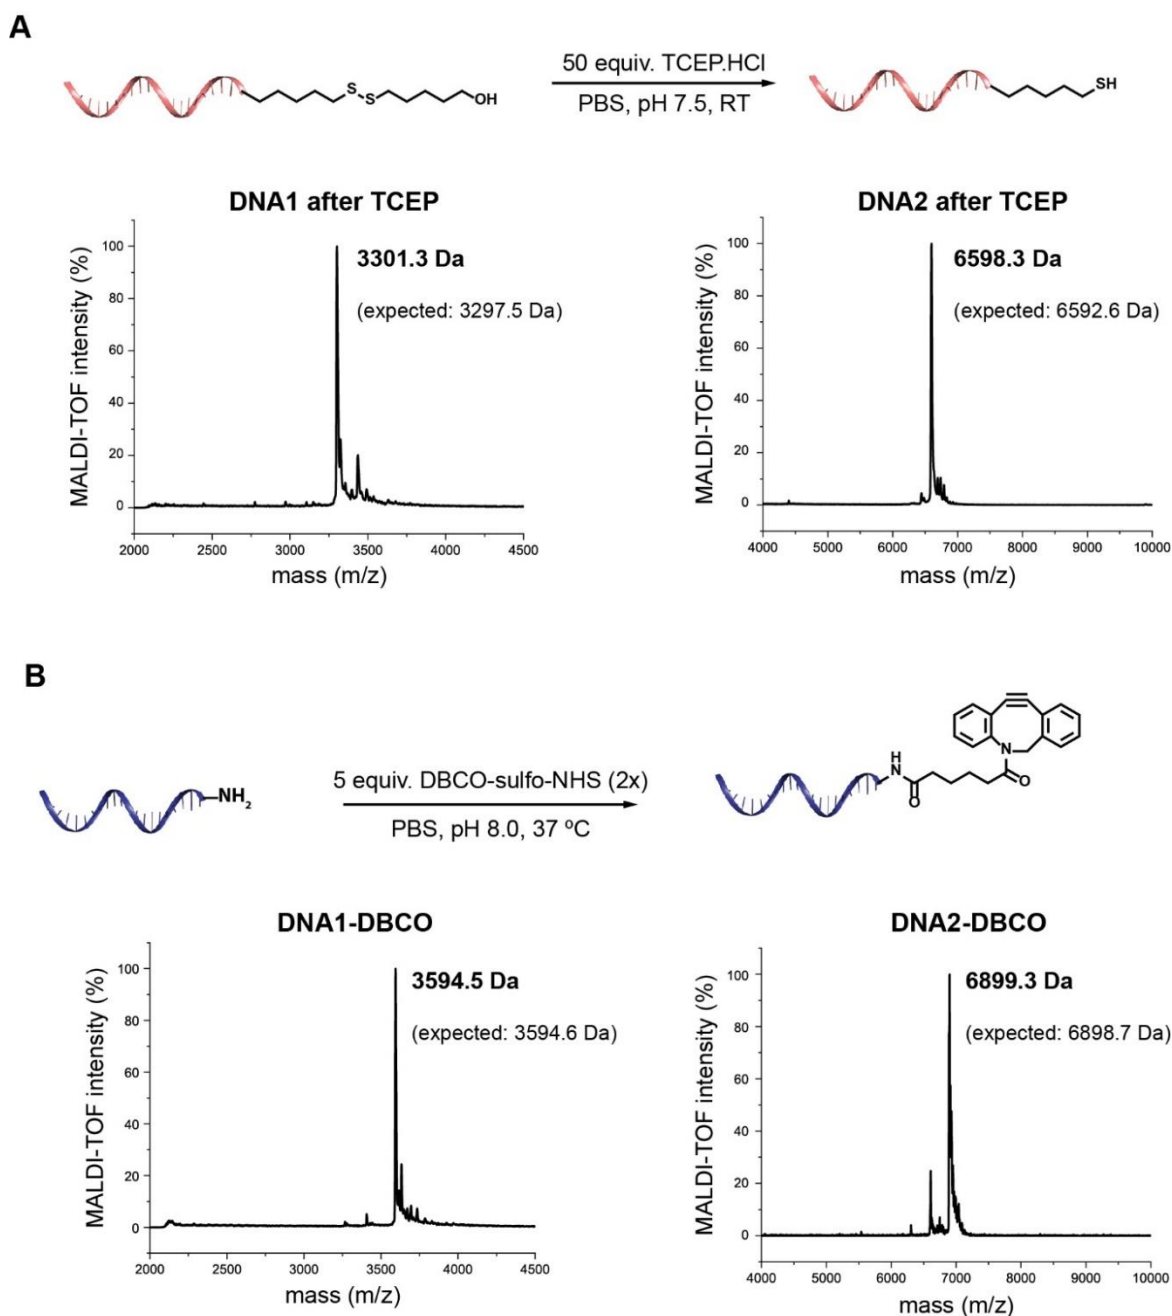 A
S
S
OH
50 equiv. TCEP.HCl
PBS, pH 7.5, RT
SH
DNA1 after TCEP
3301.3 Da
(expected: 3297.5 Da)
MALDI-TOF intensity (%)
100
80
60
40
20
0
2000 2500 3000 3500 4000 4500
mass (m/z)
DNA2 after TCEP
6598.3 Da
(expected: 6592.6 Da)
MALDI-TOF intensity (%)
100
80
60
40
20
0
4000 5000 6000 7000 8000 9000 10000
mass (m/z)
B
NH2
5 equiv. DBCO-sulfo-NHS (2x)
PBS, pH 8.0, 37 ºC
H
N
O
N
O
DNA1-DBCO
3594.5 Da
(expected: 3594.6 Da)
MALDI-TOF intensity (%)
100
80
60
40
20
0
2000 2500 3000 3500 4000 4500
mass (m/z)
DNA2-DBCO
6899.3 Da
(expected: 6898.7 Da)
MALDI-TOF intensity (%)
100
80
60
40
20
0
4000 5000 6000 7000 8000 9000 10000
mass (m/z)